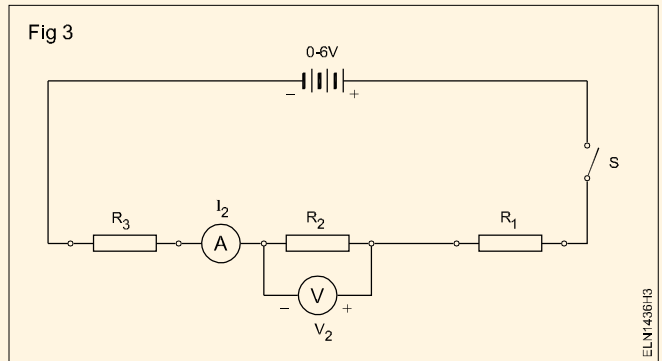 Fig 3
0-6V
– +
S
R3 I2 R2 R1
A
V
– +
V2
ELN1436H3